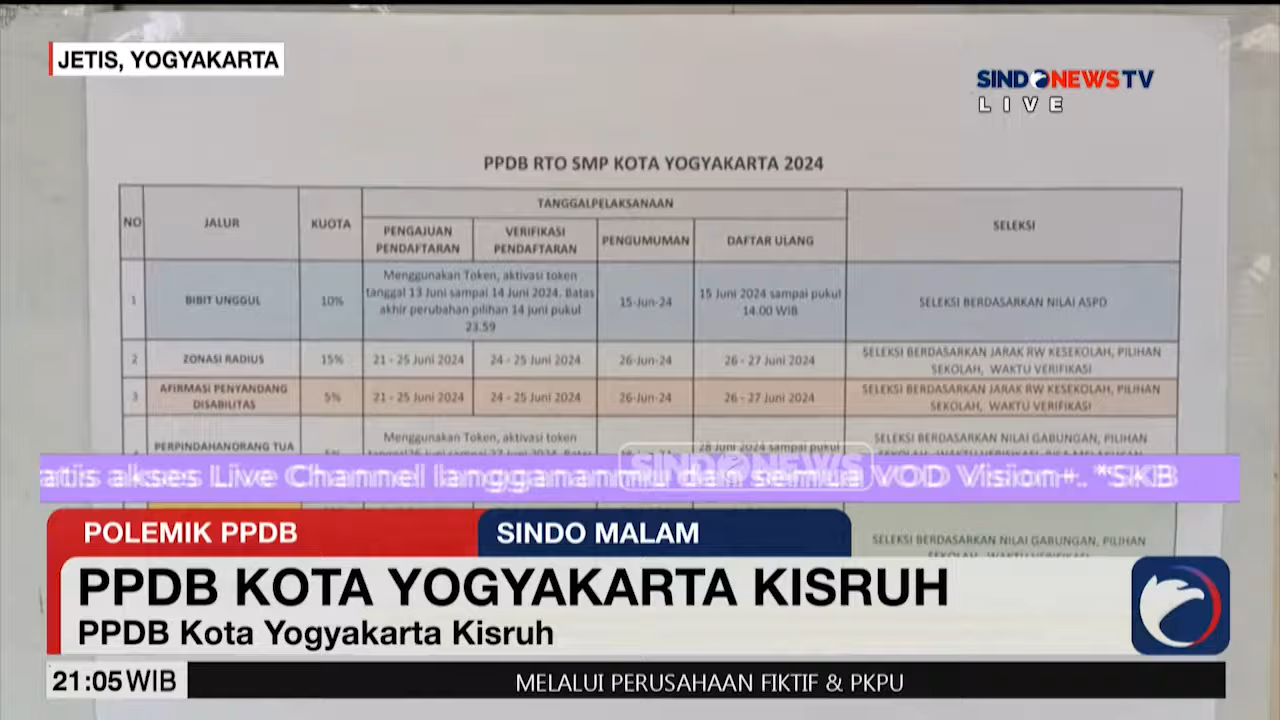 JETIS, YOGYAKARTA
SINDONEWSTV
LIVE
PPDB RTO SMP KOTA YOGYAKARTA 2024
NO
JALUR
KUOTA
TANGGALPELAKSANAAN
SELEKSI
PENGAJUAN
PENDAFTARAN
VERIFIKASI
PENDAFTARAN
PENGUMUMAN
DAFTAR ULANG
1
BIBIT UNGGUL
10%
Menggunakan Token, aktivasi token
tanggal 13 Juni sampai 14 Juni 2024. Batas
akhir perubahan pilihan 14 juni pukul
23.59
15-Jun-24
15 Juni 2024 sampai pukul
14.00 WIB
SELEKSI BERDASARKAN NILAI ASPD
2
ZONASI RADIUS
15%
21 - 25 Juni 2024
24 - 25 Juni 2024
26-Jun-24
26 - 27 Juni 2024
SELEKSI BERDASARKAN JARAK RW KESEKOLAH, PILIHAN
SEKOLAH, WAKTU VERIFIKASI
3
AFIRMASI PENYANDANG
DISABILITAS
5%
21 - 25 Juni 2024
24 - 25 Juni 2024
26-Jun-24
26 - 27 Juni 2024
SELEKSI BERDASARKAN JARAK RW KESEKOLAH, PILIHAN
SEKOLAH, WAKTU VERIFIKASI
PERPINDAHANORANG TUA
Menggunakan Token, aktivasi token
28 Juni 2024 sampai pukul
SELEKSI BERDASARKAN NILAI GABUNGAN, PILIHAN
akses Live Channel langgananmu dan semua VOD Vision+. *SKB
SINDONEWS
SELEKSI BERDASARKAN NILAI GABUNGAN, PILIHAN
POLEMIK PPDB
SINDO MALAM
PPDB KOTA YOGYAKARTA KISRUH
PPDB Kota Yogyakarta Kisruh
21:05 WIB
MELALUI PERUSAHAAN FIKTIF & PKPU